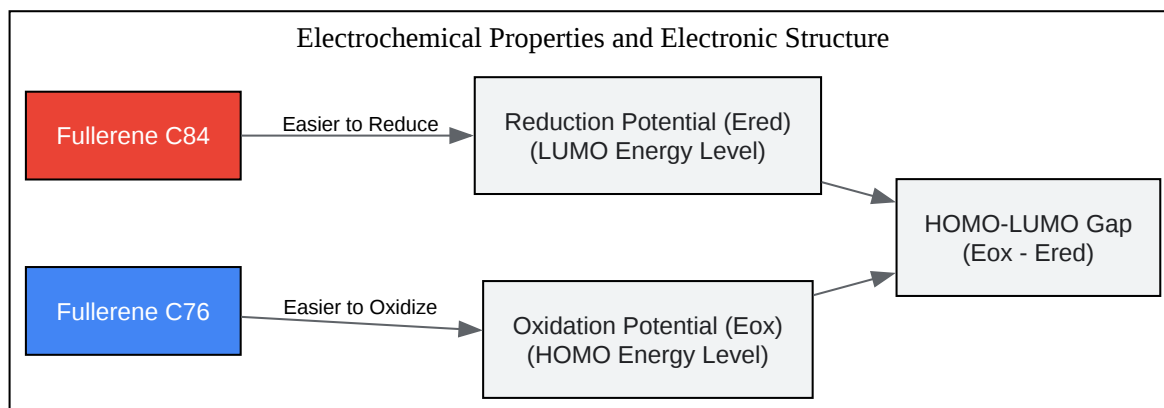 Electrochemical Properties and Electronic Structure
Fullerene C84
Easier to Reduce
Reduction Potential (Ered)
(LUMO Energy Level)
HOMO-LUMO Gap
(Eox - Ered)
Fullerene C76
Easier to Oxidize
Oxidation Potential (Eox)
(HOMO Energy Level)